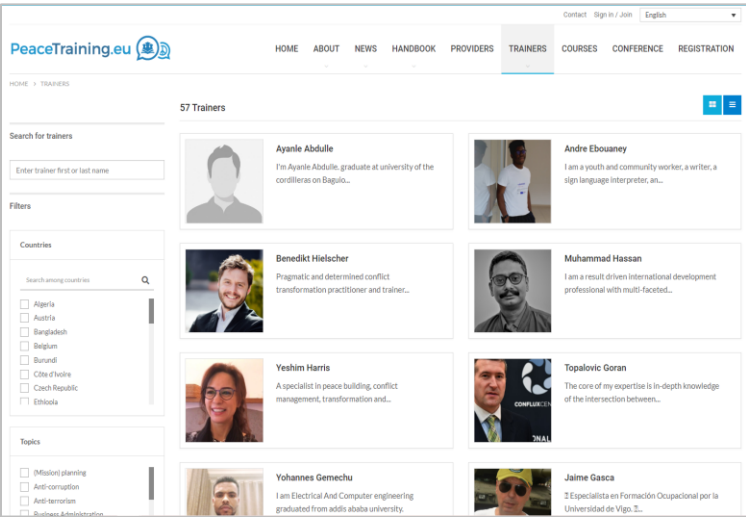 Contact Sign in / Join English
PeaceTraining.eu
HOME ABOUT NEWS HANDBOOK PROVIDERS TRAINERS COURSES CONFERENCE REGISTRATION
HOME > TRAINERS
57 Trainers
Search for trainers
Enter trainer first or last name
Filters
Countries
Search among countries
Algeria
Austria
Bangladesh
Belgium
Burundi
Côte d'Ivoire
Czech Republic
Ethiopia
Topics
(Mission) planning
Anti-corruption
Anti-terrorism
Business Administration
Ayanle Abdulle
I'm Ayanle Abdulle, graduate at university of the
cordilleras on Baguio...
Andre Ebouaney
I am a youth and community worker, a writer, a
sign language interpreter, an...
Benedikt Hielscher
Pragmatic and determined conflict
transformation practitioner and trainer...
Muhammad Hassan
I am a result driven international development
professional with multi-faceted...
Yeshim Harris
A specialist in peace building, conflict
management, transformation and...
CONFLUXCEN
Topalovic Goran
The core of my expertise is in-depth knowledge
of the intersection between...
Yohannes Gemechu
I am Electrical And Computer engineering
graduated from addis ababa university.
Jaime Gasca
Especialista en Formación Ocupacional por la
Universidad de Vigo.